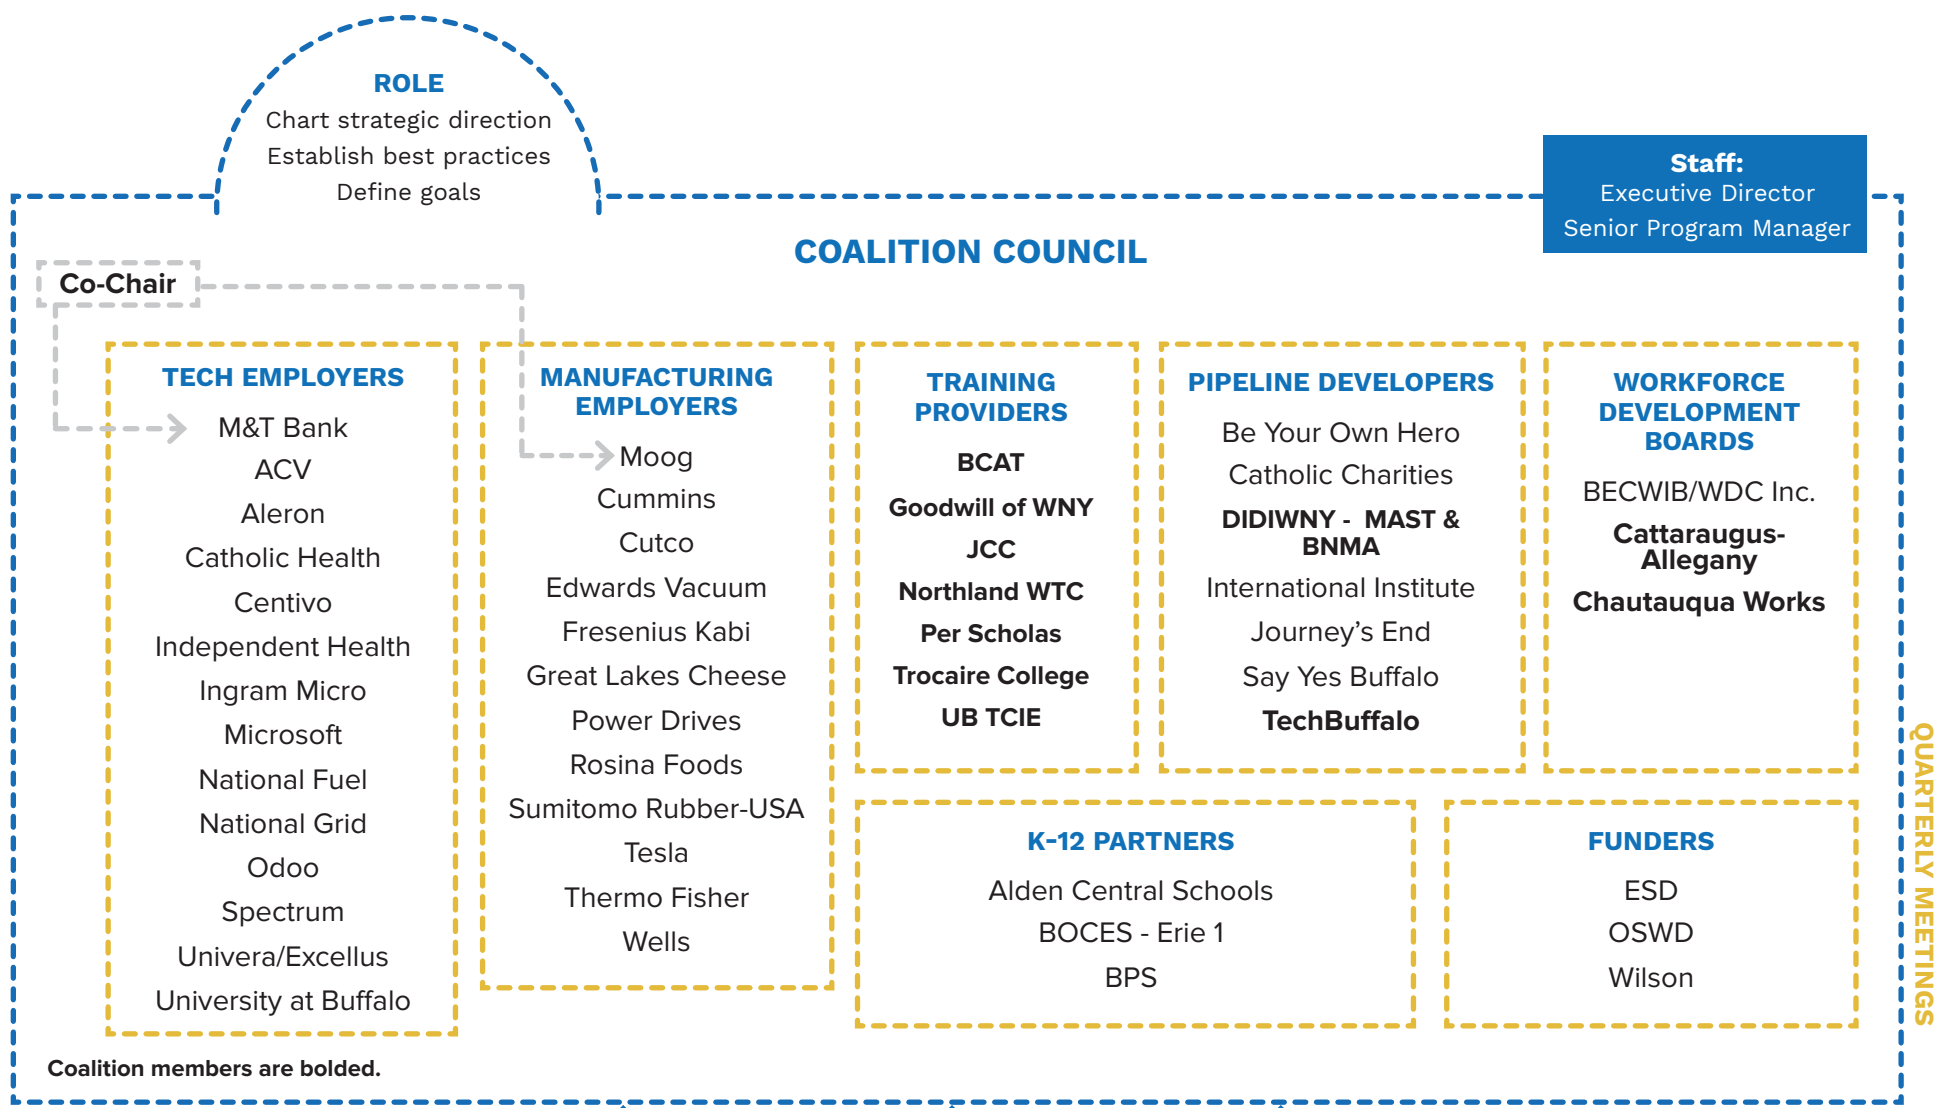 ROLE
Chart strategic direction
Establish best practices
Define goals
Staff:
Executive Director
Senior Program Manager
COALITION COUNCIL
Co-Chair
TECH EMPLOYERS
M&T Bank
ACV
Aleron
Catholic Health
Centivo
Independent Health
Ingram Micro
Microsoft
National Fuel
National Grid
Odoo
Spectrum
Univera/Excellus
University at Buffalo
MANUFACTURING
EMPLOYERS
Moog
Cummins
Cutco
Edwards Vacuum
Fresenius Kabi
Great Lakes Cheese
Power Drives
Rosina Foods
Sumitomo Rubber-USA
Tesla
Thermo Fisher
Wells
TRAINING
PROVIDERS
BCAT
Goodwill of WNY
JCC
Northland WTC
Per Scholas
Trocaire College
UB TCIE
PIPELINE DEVELOPERS
Be Your Own Hero
Catholic Charities
DIDIWNY - MAST &
BNMA
International Institute
Journey’s End
Say Yes Buffalo
TechBuffalo
WORKFORCE
DEVELOPMENT
BOARDS
BECWIB/WDC Inc.
Cattaraugus-
Allegany
Chautauqua Works
K-12 PARTNERS
Alden Central Schools
BOCES - Erie 1
BPS
FUNDERS
ESD
OSWD
Wilson
QUARTERLY MEETINGS
Coalition members are bolded.